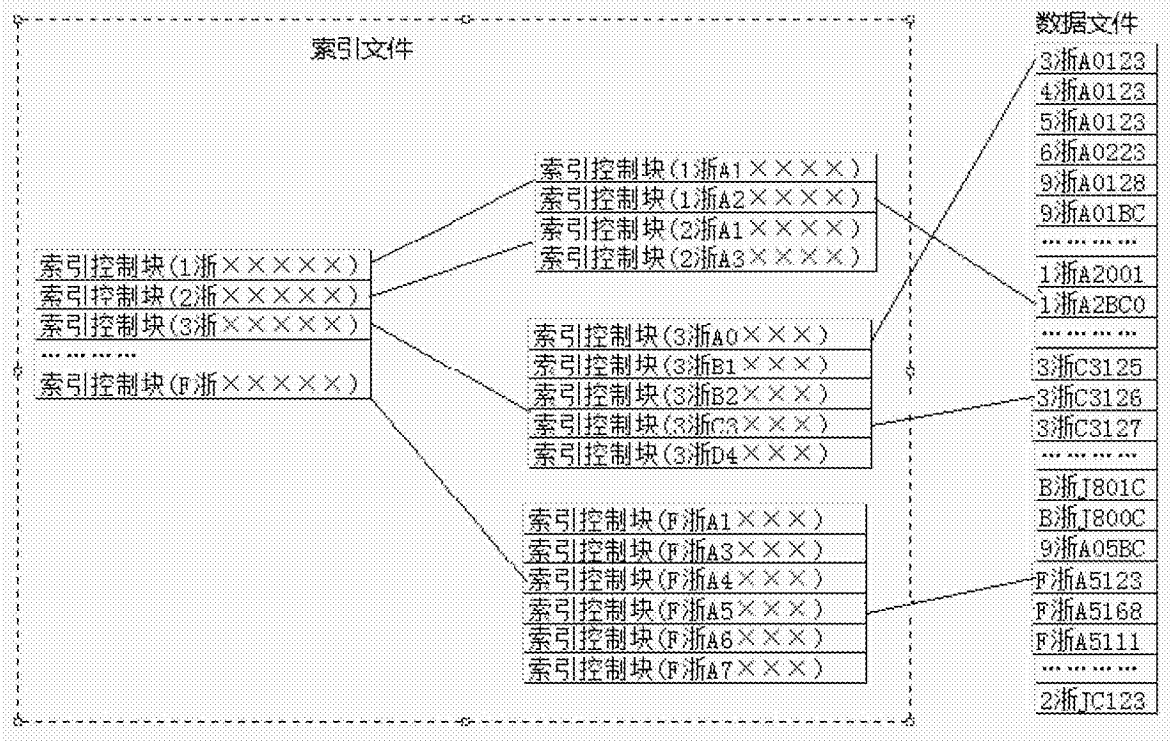 索引文件
索引控制块(1浙×××××)
索引控制块(2浙×××××)
索引控制块(3浙×××××)
…………
索引控制块(F浙×××××)
索引控制块(1浙A1××××)
索引控制块(1浙A2××××)
索引控制块(2浙A1××××)
索引控制块(2浙A3××××)
索引控制块(3浙A0×××)
索引控制块(3浙B1×××)
索引控制块(3浙B2×××)
索引控制块(3浙C3×××)
索引控制块(3浙D4×××)
索引控制块(F浙A1×××)
索引控制块(F浙A3×××)
索引控制块(F浙A4×××)
索引控制块(F浙A5×××)
索引控制块(F浙A6×××)
索引控制块(F浙A7×××)
数据文件
3浙A0123
4浙A0123
5浙A0123
6浙A0223
9浙A0128
9浙A01BC
…………
1浙A2001
1浙A2BC0
…………
3浙C3125
3浙C3126
3浙C3127
…………
B浙J801C
B浙J800C
9浙A05BC
F浙A5123
F浙A5168
F浙A5111
…………
2浙JC123